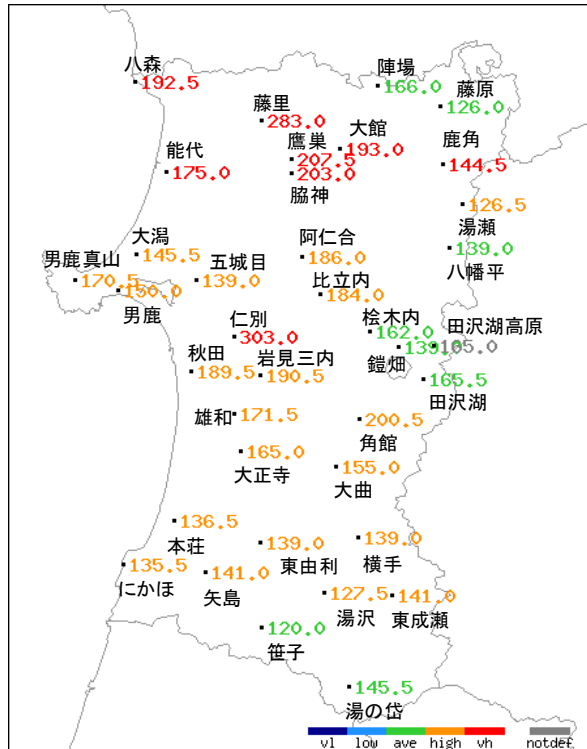 八森
192.5
陣場
166.0
藤原
126.0
藤里
283.0
鷹巣
207.5
大館
193.0
鹿角
144.5
能代
175.0
203.0
脇神
126.5
湯瀬
大潟
145.5
男鹿真山
170.5
五城目
139.0
阿仁合
186.0
139.0
八幡平
150.0
男鹿
比立内
184.0
仁別
303.0
桧木内
162.0
田沢湖高原
165.0
139.
鎧畑
秋田
189.5
岩見三内
190.5
165.5
田沢湖
雄和
171.5
200.5
角館
165.0
大正寺
155.0
大曲
136.5
本荘
139.0
東由利
139.0
横手
135.5
にかほ
141.0
矢島
127.5
湯沢
141.0
東成瀬
120.0
笹子
145.5
湯の岱
vl low ave high vh notdef